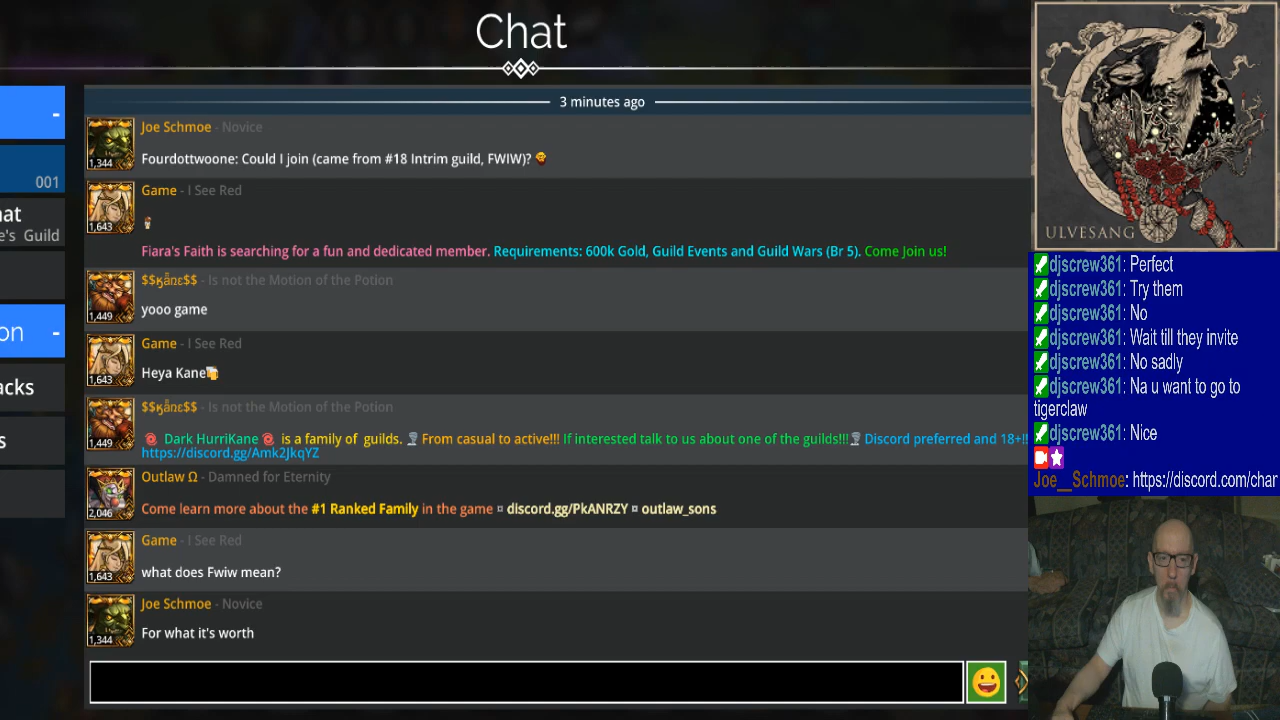 Chat
-
3 minutes ago
Joe Schmoe - Novice
1,344
Fourdottwoone: Could I join (came from #18 Intrim guild, FWIW)?
001
Game - I See Red
1,643
at
e's Guild
Fiara's Faith is searching for a fun and dedicated member. Requirements: 600k Gold, Guild Events and Guild Wars (Br 5). Come Join us!
$$ӄåռɛ$$ - Is not the Motion of the Potion
1,449
yooo game
on -
Game - I See Red
1,643
Heya Kane
acks
$$ӄåռɛ$$ - Is not the Motion of the Potion
1,449
Dark HurriKane is a family of guilds. From casual to active!!! If interested talk to us about one of the guilds!!! Discord preferred and 18+!!
https://discord.gg/Amk2JkqYZ
s
Outlaw Ω - Damned for Eternity
2,046
Come learn more about the #1 Ranked Family in the game ¤ discord.gg/PkANRZY ¤ outlaw_sons
Game - I See Red
1,643
what does Fwiw mean?
Joe Schmoe - Novice
1,344
For what it's worth
ULVESANG
djscrew361: Perfect
djscrew361: Try them
djscrew361: No
djscrew361: Wait till they invite
djscrew361: No sadly
djscrew361: Na u want to go to
tigerclaw
djscrew361: Nice
Joe__Schmoe: https://discord.com/char